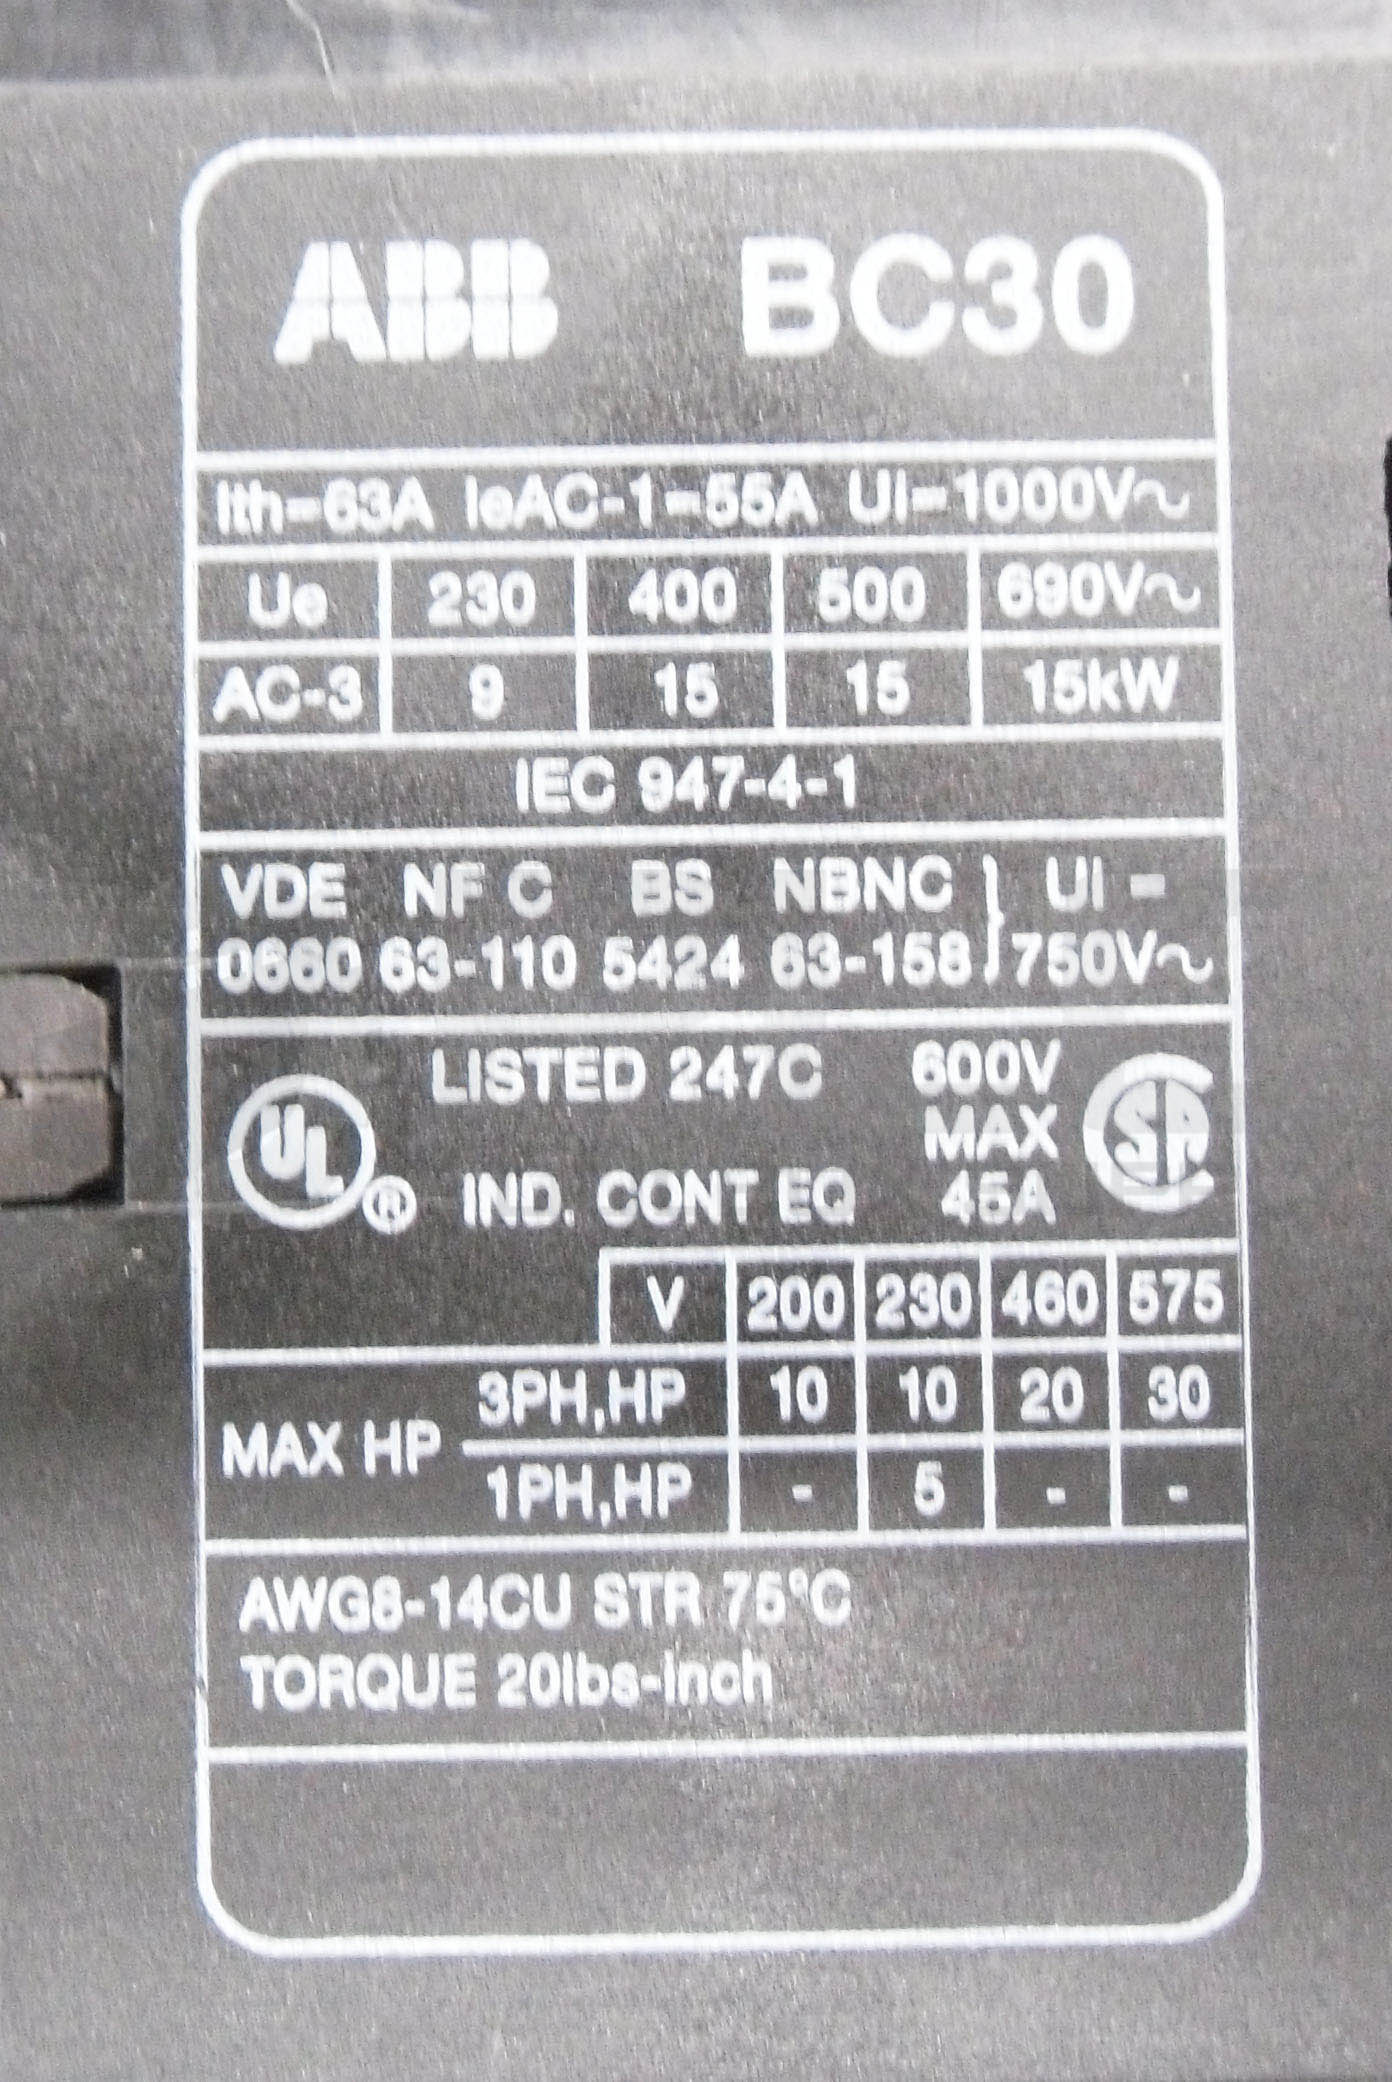 ABB BC30
Ith=63A IeAC-1=55A Ui=1000V~
Ue 230 400 500 690V~
AC-3 9 15 15 15kW
IEC 947-4-1
VDE NF C BS NBNC } Ui =
0660 63-110 5424 63-158 750V~
UL ® LISTED 247C 600V
MAX
IND. CONT EQ 45A
V 200 230 460 575
MAX HP 3PH,HP 10 10 20 30
1PH,HP - 5 - -
AWG8-14CU STR 75°C
TORQUE 20lbs-inch